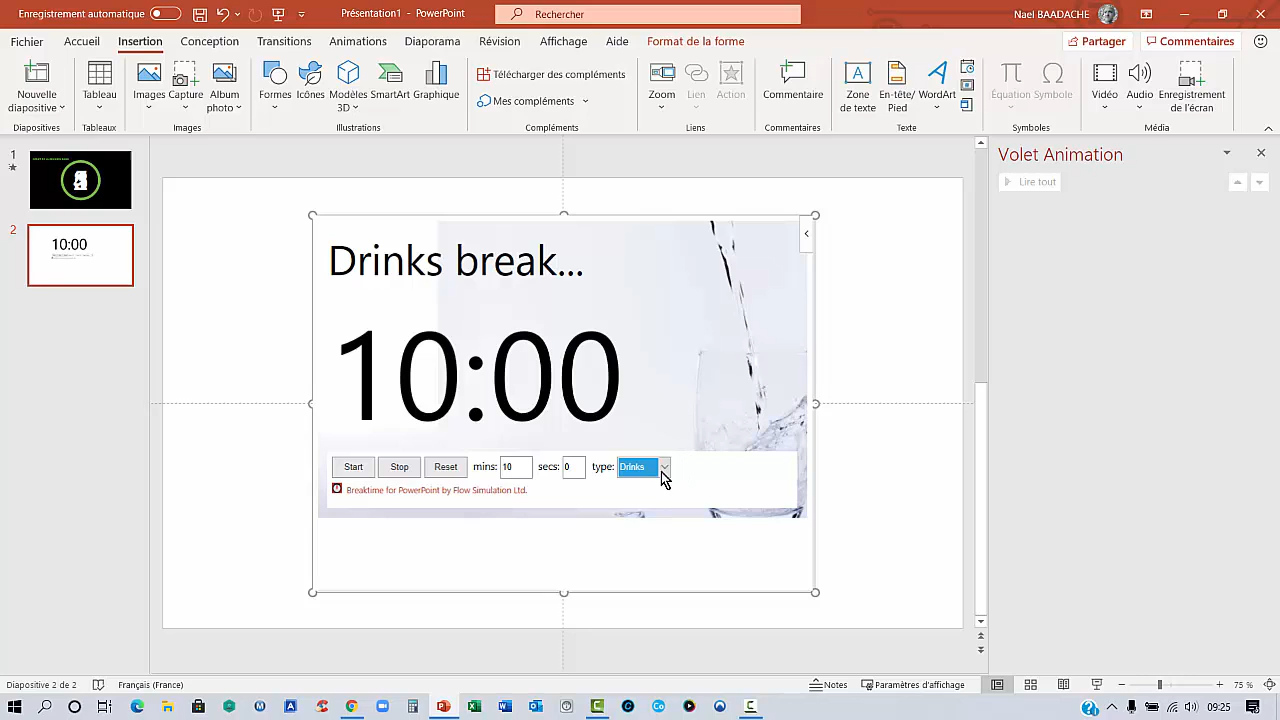 Enregistrement automatique
Présentation1 - PowerPoint
Rechercher
Nael BAADACHE
Fichier Accueil Insertion Conception Transitions Animations Diaporama Révision Affichage Aide Format de la forme
Partager
Commentaires
Nouvelle diapositive
Tableau
Images
Capture
Album photo
Formes
Icônes
Modèles 3D
SmartArt
Graphique
Télécharger des compléments
Mes compléments
Zoom
Lien
Action
Commentaire
Zone de texte
En-tête/ Pied
WordArt
Équation
Symbole
Vidéo
Audio
Enregistrement de l'écran
Diapositives
Tableaux
Images
Illustrations
Compléments
Liens
Commentaires
Texte
Symboles
Média
1
2
10:00
Volet Animation
Lire tout
Drinks break...
10:00
Start Stop Reset mins: 10 secs: 0 type: Drinks
Breaktime for PowerPoint by Flow Simulation Ltd.
Diapositive 2 de 2
Français (France)
Notes
Paramètres d'affichage
75 %
09:25